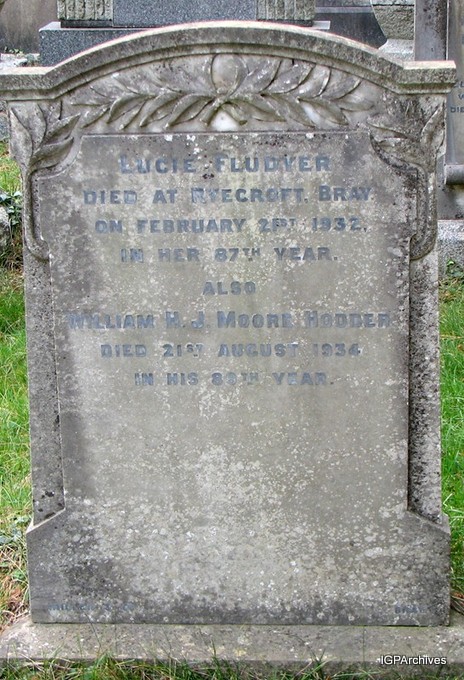 LUCIE FLUDYER
DIED AT RYECROFT, BRAY
ON FEBRUARY 21ST 1932,
IN HER 87TH YEAR.
ALSO
WILLIAM H. J. MOORE HODDER
DIED 21ST AUGUST 1934
IN HIS 89TH YEAR.
BRAY
IGPArchives